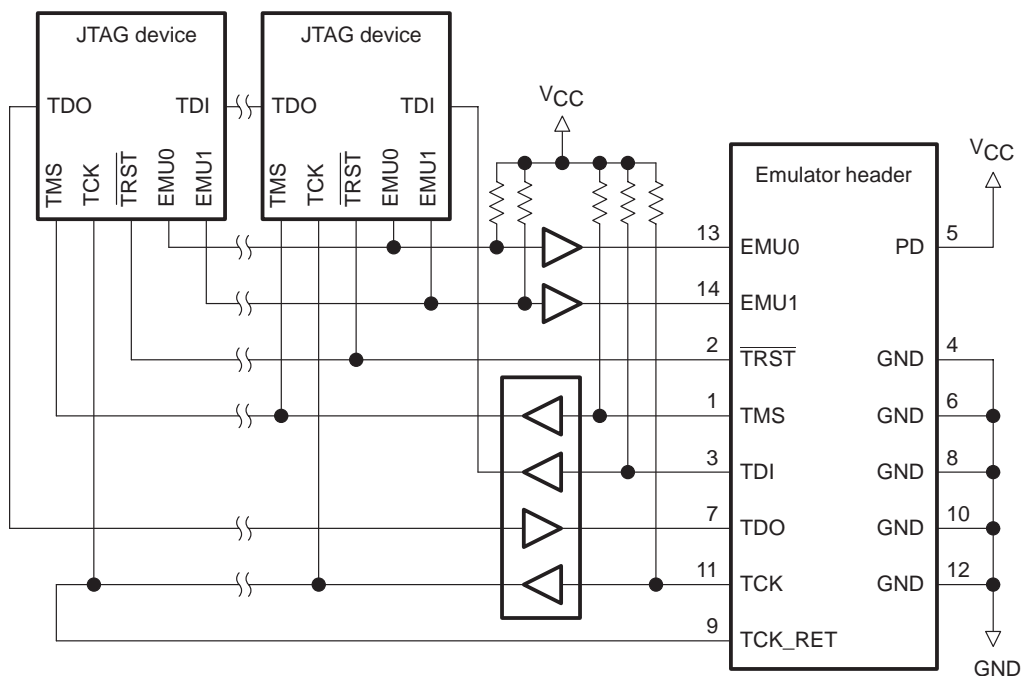 JTAG device
TDO
TDI
TMS
TCK
TRST
EMU0
EMU1
JTAG device
TDO
TDI
TMS
TCK
TRST
EMU0
EMU1
VCC
VCC
Emulator header
13 EMU0
PD 5
14 EMU1
2 TRST
GND 4
1 TMS
GND 6
3 TDI
GND 8
7 TDO
GND 10
11 TCK
GND 12
9 TCK_RET
GND